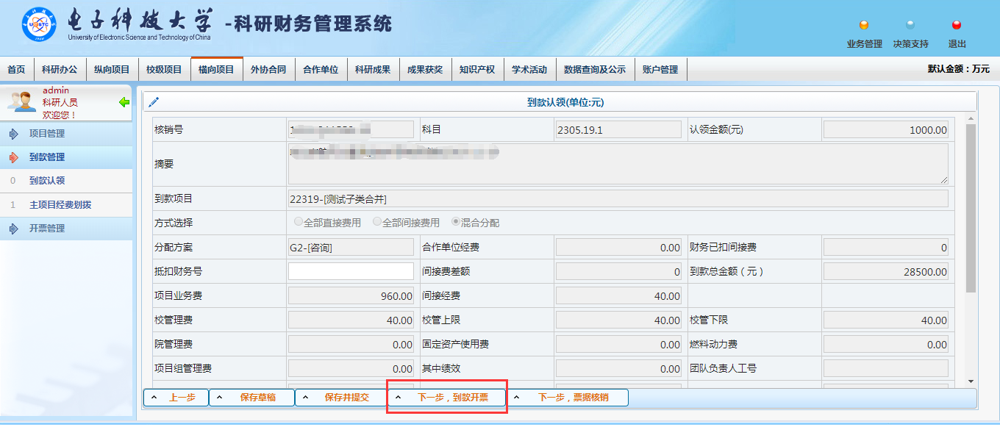 电子科技大学 -科研财务管理系统
University of Electronic Science and Technology of China
业务管理 决策支持 退出
首页 科研办公 纵向项目 校级项目 横向项目 外协合同 合作单位 科研成果 成果获奖 知识产权 学术活动 数据查询及公示 账户管理 默认金额：万元
admin
科研人员
欢迎您！
项目管理
到款管理
0 到款认领
1 主项目经费划拨
开票管理
到款认领(单位:元)
核销号 科目 2305.19.1 认领金额(元) 1000.00
摘要
到款项目 22319-[测试子类合并]
方式选择 全部直接费用 全部间接费用 混合分配
分配方案 G2-[咨询] 合作单位经费 0.00 财务已扣间接费 0
抵扣财务号 间接费差额 0 到款总金额（元） 28500.00
项目业务费 960.00 间接经费 40.00
校管理费 40.00 校管上限 40.00 校管下限 40.00
院管理费 0.00 固定资产使用费 0.00 燃料动力费 0.00
项目组管理费 0.00 其中绩效 0.00 团队负责人工号
上一步 保存草稿 保存并提交 下一步，到款开票 下一步，票据核销